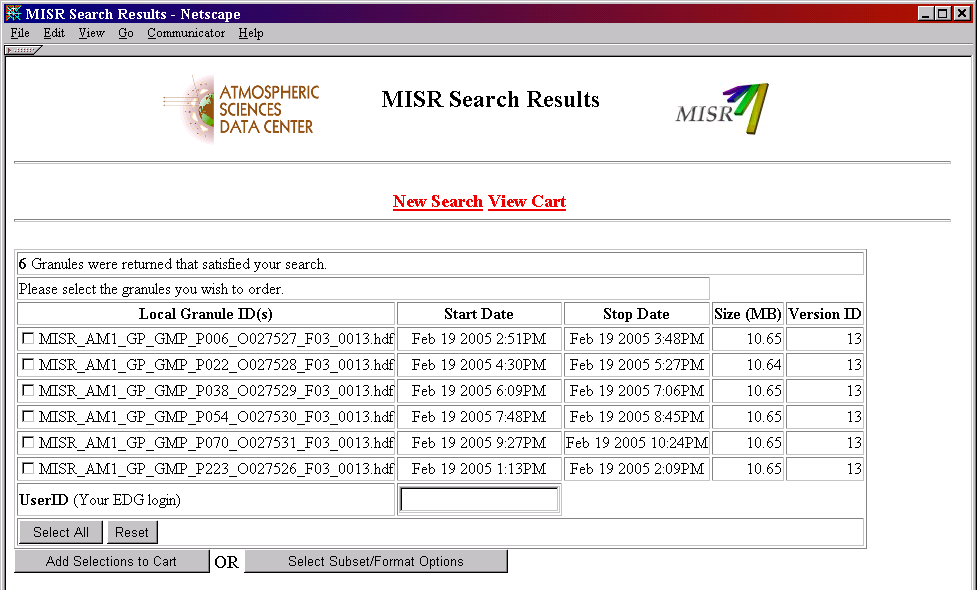 MISR Search Results - Netscape
File Edit View Go Communicator Help
ATMOSPHERIC
SCIENCES
DATA CENTER
MISR Search Results
MISR
New Search View Cart
6 Granules were returned that satisfied your search.
Please select the granules you wish to order.
Local Granule ID(s) Start Date Stop Date Size (MB) Version ID
MISR_AM1_GP_GMP_P006_O027527_F03_0013.hdf Feb 19 2005 2:51PM Feb 19 2005 3:48PM 10.65 13
MISR_AM1_GP_GMP_P022_O027528_F03_0013.hdf Feb 19 2005 4:30PM Feb 19 2005 5:27PM 10.64 13
MISR_AM1_GP_GMP_P038_O027529_F03_0013.hdf Feb 19 2005 6:09PM Feb 19 2005 7:06PM 10.65 13
MISR_AM1_GP_GMP_P054_O027530_F03_0013.hdf Feb 19 2005 7:48PM Feb 19 2005 8:45PM 10.65 13
MISR_AM1_GP_GMP_P070_O027531_F03_0013.hdf Feb 19 2005 9:27PM Feb 19 2005 10:24PM 10.65 13
MISR_AM1_GP_GMP_P223_O027526_F03_0013.hdf Feb 19 2005 1:13PM Feb 19 2005 2:09PM 10.65 13
UserID (Your EDG login)
Select All Reset
Add Selections to Cart OR Select Subset/Format Options